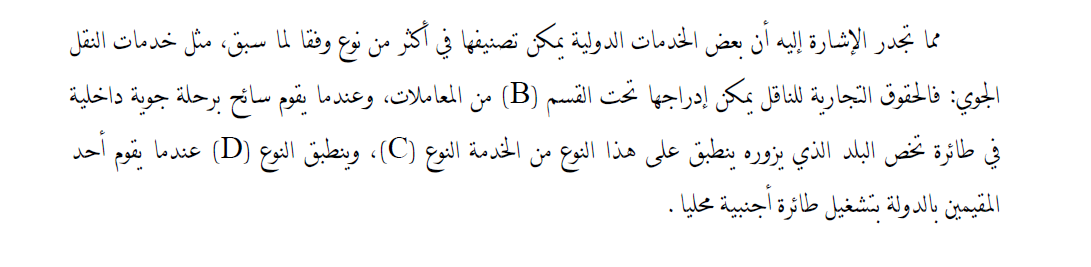 مما تجدر الإشارة إليه أن بعض الخدمات الدولية يمكن تصنيفها في أكثر من نوع وفقا لما سبق، مثل خدمات النقل
الجوي: فالحقوق التجارية للناقل يمكن إدراجها تحت القسم (B) من المعاملات، وعندما يقوم سائح برحلة جوية داخلية
في طائرة تخص البلد الذي يزوره ينطبق على هذا النوع من الخدمة النوع (C)، وينطبق النوع (D) عندما يقوم أحد
المقيمين بالدولة بتشغيل طائرة أجنبية محليا .